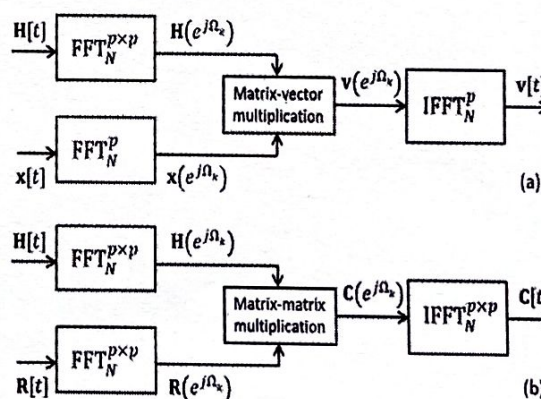 H[t] FFT_N^{p×p} H(e^{jΩ_k})
Matrix-vector
multiplication
v(e^{jΩ_k}) IFFT_N^p v[t]
x[t] FFT_N^p x(e^{jΩ_k})
(a)
H[t] FFT_N^{p×p} H(e^{jΩ_k})
Matrix-matrix
multiplication
C(e^{jΩ_k}) IFFT_N^{p×p} C[t
R[t] FFT_N^{p×p} R(e^{jΩ_k})
(b)